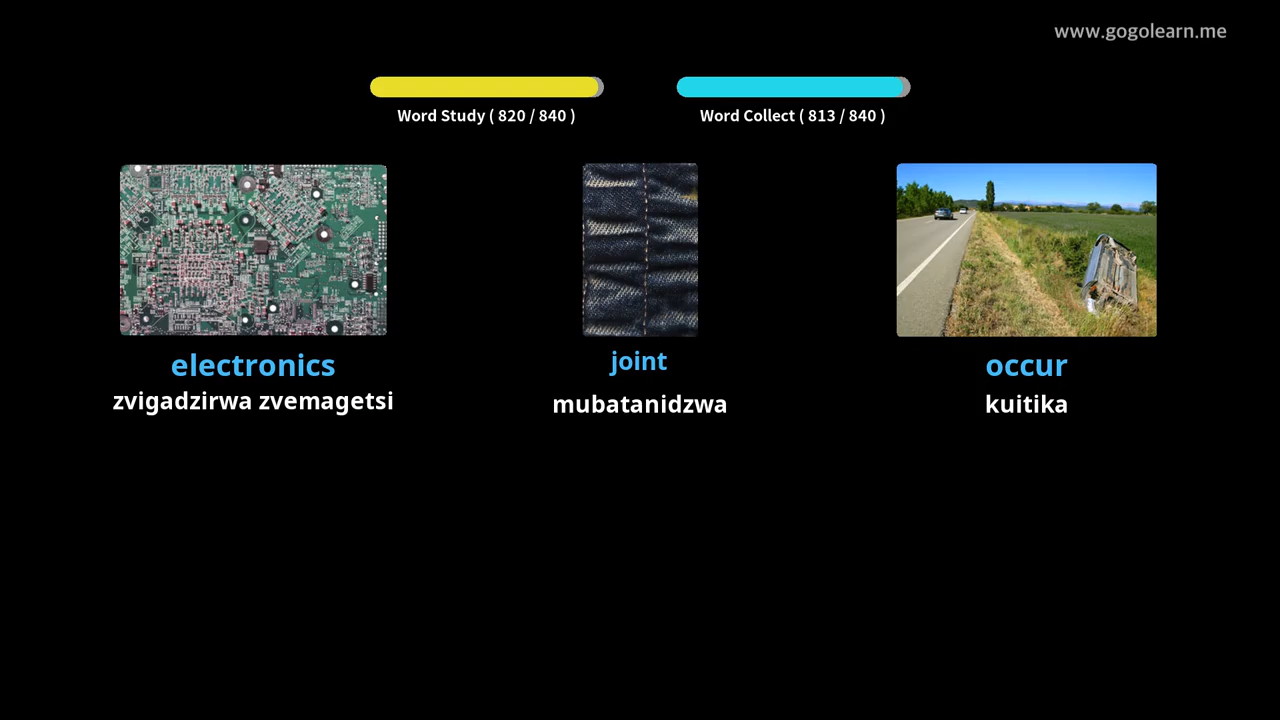 www.gogolearn.me
Word Study ( 820 / 840 )
Word Collect ( 813 / 840 )
electronics
zvigadzirwa zvemagetsi
joint
mubatanidzwa
occur
kuitika